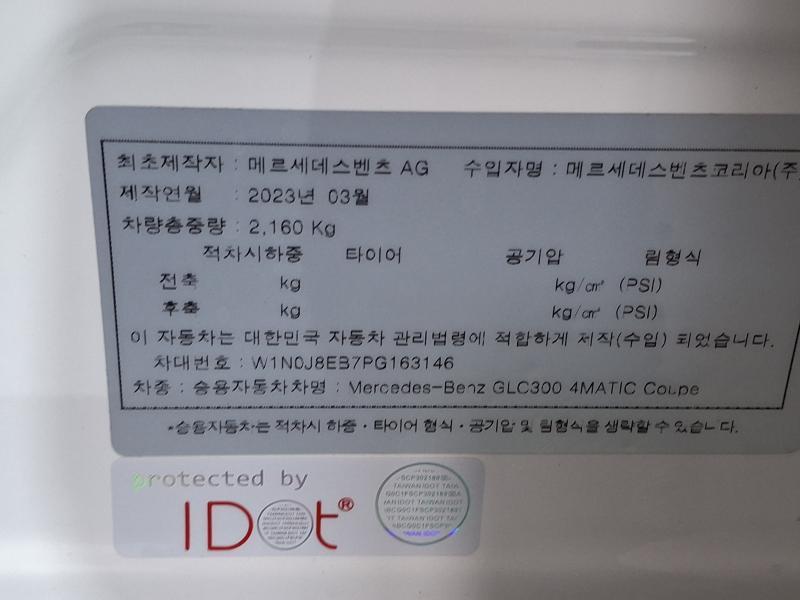 최초제작자 : 메르세데스벤츠 AG 수입자명 : 메르세데스벤츠코리아(주)
제작연월 : 2023년 03월
차량총중량 : 2,160 Kg
적차시하중 타이어 공기압 림형식
전축 kg kg/㎠ (PSI)
후축 kg kg/㎠ (PSI)
이 자동차는 대한민국 자동차 관리법령에 적합하게 제작(수입) 되었습니다.
차대번호 : W1N0J8EB7PG163146
차종 : 승용자동차차명 : Mercedes-Benz GLC300 4MATIC Coupe
*승용자동차는 적차시 하중·타이어 형식·공기압 및 림형식을 생략할 수 있습니다.
protected by
IDOt®